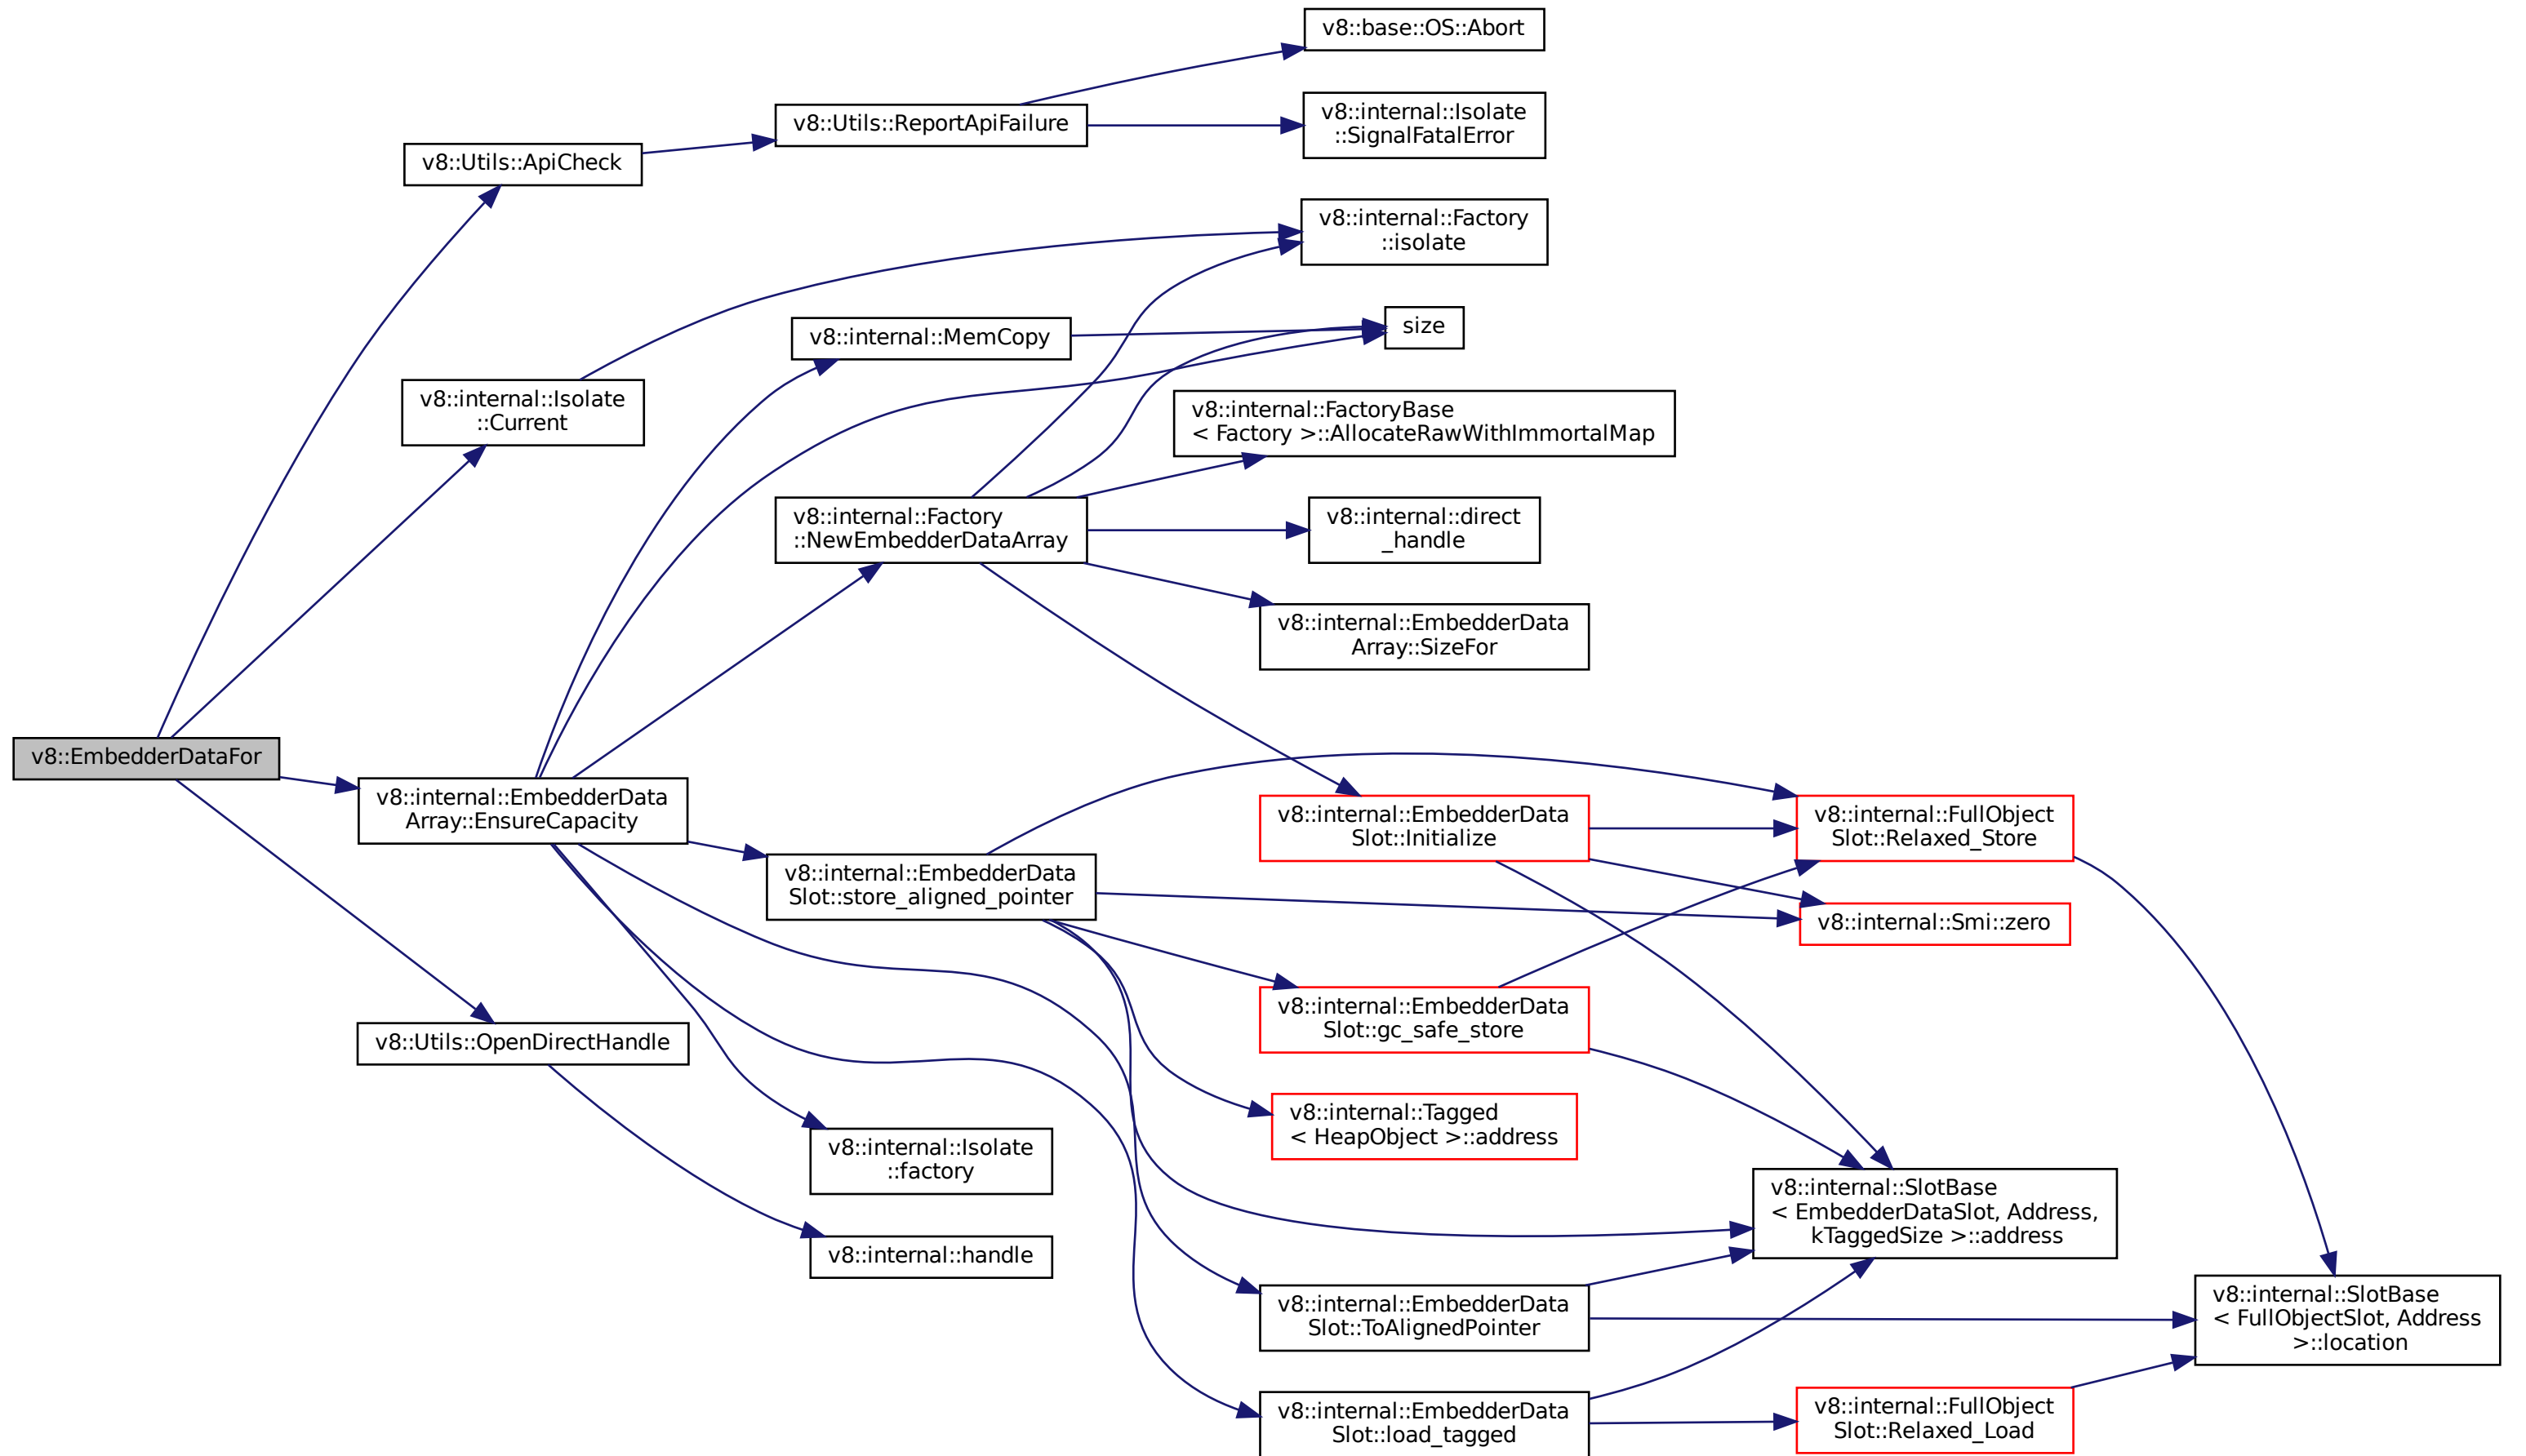 v8::base::OS::Abort
v8::internal::Isolate
::SignalFatalError
v8::Utils::ReportApiFailure
v8::Utils::ApiCheck
v8::internal::Factory
::isolate
size
v8::internal::MemCopy
v8::internal::Isolate
::Current
v8::internal::FactoryBase
< Factory >::AllocateRawWithImmortalMap
v8::internal::Factory
::NewEmbedderDataArray
v8::internal::direct
_handle
v8::internal::EmbedderData
Array::SizeFor
v8::EmbedderDataFor
v8::internal::EmbedderData
Array::EnsureCapacity
v8::internal::EmbedderData
Slot::Initialize
v8::internal::FullObject
Slot::Relaxed_Store
v8::internal::EmbedderData
Slot::store_aligned_pointer
v8::internal::Smi::zero
v8::internal::EmbedderData
Slot::gc_safe_store
v8::Utils::OpenDirectHandle
v8::internal::Tagged
< HeapObject >::address
v8::internal::Isolate
::factory
v8::internal::SlotBase
< EmbedderDataSlot, Address,
kTaggedSize >::address
v8::internal::handle
v8::internal::EmbedderData
Slot::ToAlignedPointer
v8::internal::SlotBase
< FullObjectSlot, Address
>::location
v8::internal::EmbedderData
Slot::load_tagged
v8::internal::FullObject
Slot::Relaxed_Load